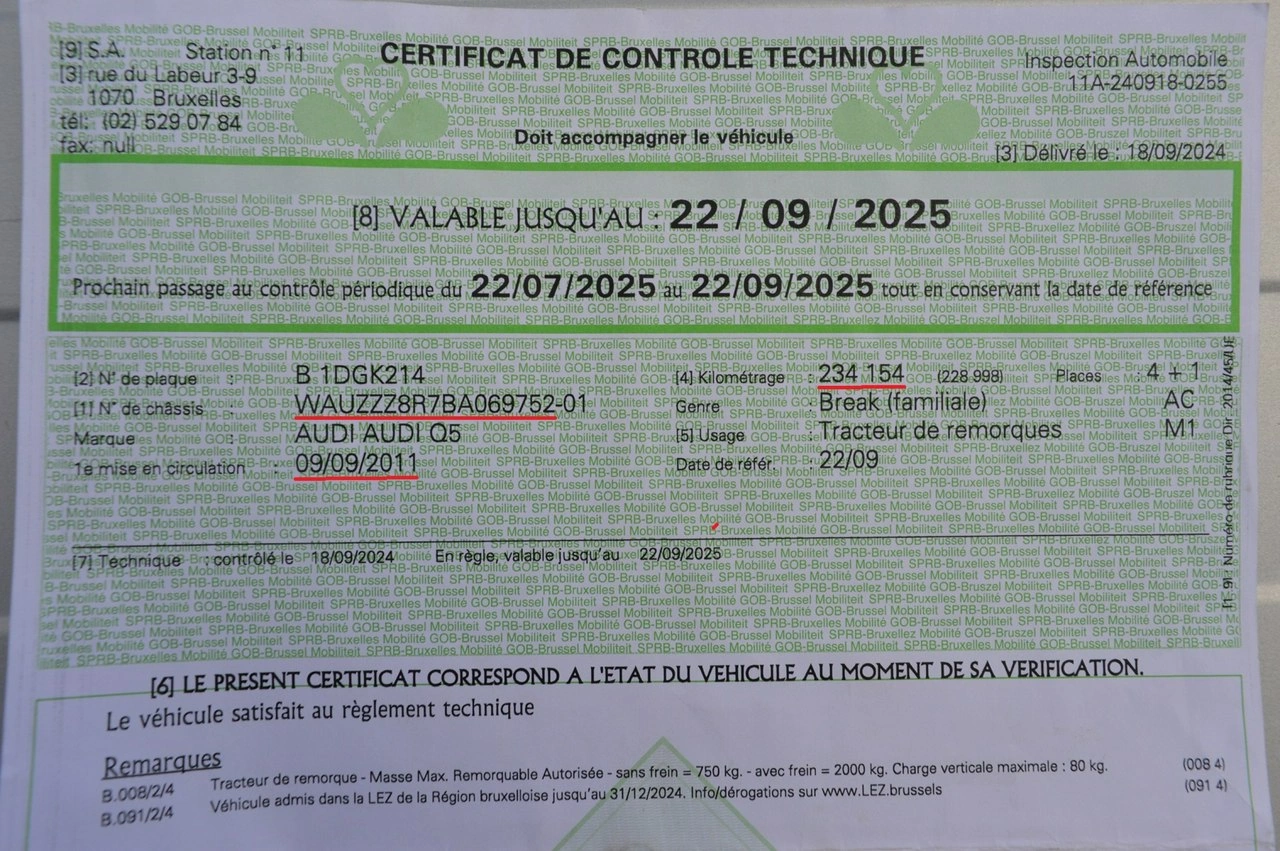 [9] S.A. Station n° 11
[3] rue du Labeur 3-9
1070 Bruxelles
tél: (02) 529 07 84
fax: null
CERTIFICAT DE CONTROLE TECHNIQUE
Doit accompagner le véhicule
Inspection Automobile
11A-240918-0255
[3] Délivré le : 18/09/2024
[8] VALABLE JUSQU'AU : 22 / 09 / 2025
Prochain passage au contrôle périodique du 22/07/2025 au 22/09/2025 tout en conservant la date de référence
[2] N° de plaque : B 1DGK214
[1] N° de châssis : WAUZZZ8R7BA069752-01
Marque : AUDI AUDI Q5
1e mise en circulation : 09/09/2011
[4] Kilométrage : 234 154 (228 998) Places 4 + 1
Genre : Break (familiale) AC
[5] Usage : Tracteur de remorques M1
Date de référ. : 22/09
[7] Technique : contrôlé le 18/09/2024 En règle, valable jusqu'au 22/09/2025
Numéro de rubrique Dir. 2014/45/UE
[6] LE PRESENT CERTIFICAT CORRESPOND A L'ETAT DU VEHICULE AU MOMENT DE SA VERIFICATION.
Le véhicule satisfait au règlement technique
Remarques
B.008/2/4 Tracteur de remorque - Masse Max. Remorquable Autorisée - sans frein = 750 kg. - avec frein = 2000 kg. Charge verticale maximale : 80 kg. (008 4)
B.091/2/4 Véhicule admis dans la LEZ de la Région bruxelloise jusqu'au 31/12/2024. Info/dérogations sur www.LEZ.brussels (091 4)